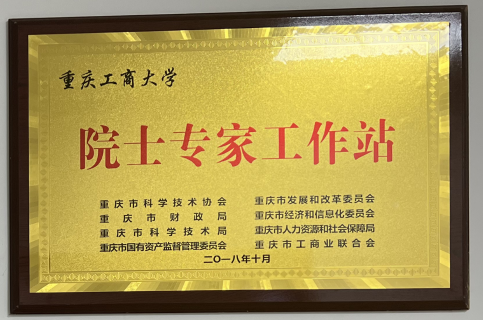 重庆工商大学
院士专家工作站
重庆市科学技术协会 重庆市发展和改革委员会
重庆市财政局 重庆市经济和信息化委员会
重庆市科学技术局 重庆市人力资源和社会保障局
重庆市国有资产监督管理委员会 重庆市工商业联合会
二〇一八年十月